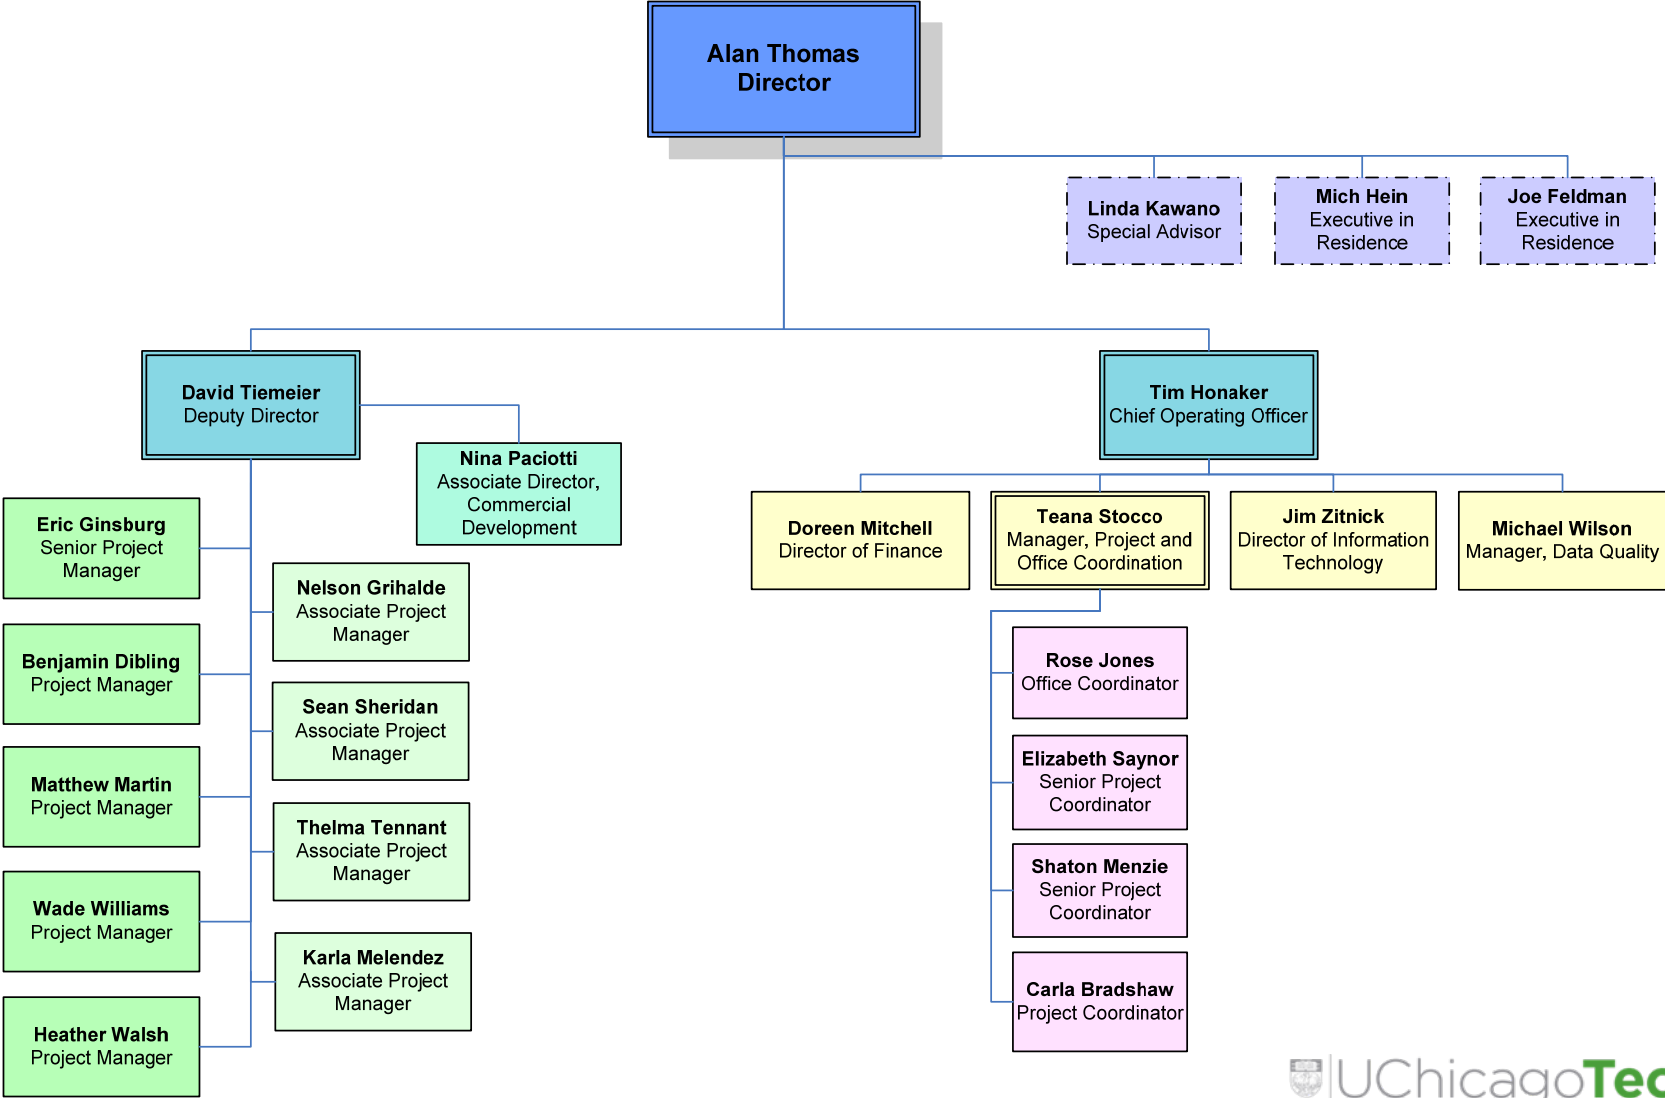 Alan Thomas
Director
Linda Kawano
Special Advisor
Mich Hein
Executive in
Residence
Joe Feldman
Executive in
Residence
David Tiemeier
Deputy Director
Tim Honaker
Chief Operating Officer
Nina Paciotti
Associate Director,
Commercial
Development
Eric Ginsburg
Senior Project
Manager
Benjamin Dibling
Project Manager
Matthew Martin
Project Manager
Wade Williams
Project Manager
Heather Walsh
Project Manager
Nelson Grihalde
Associate Project
Manager
Sean Sheridan
Associate Project
Manager
Thelma Tennant
Associate Project
Manager
Karla Melendez
Associate Project
Manager
Doreen Mitchell
Director of Finance
Teana Stocco
Manager, Project and
Office Coordination
Jim Zitnick
Director of Information
Technology
Michael Wilson
Manager, Data Quality
Rose Jones
Office Coordinator
Elizabeth Saynor
Senior Project
Coordinator
Shaton Menzie
Senior Project
Coordinator
Carla Bradshaw
Project Coordinator
UChicagoTec